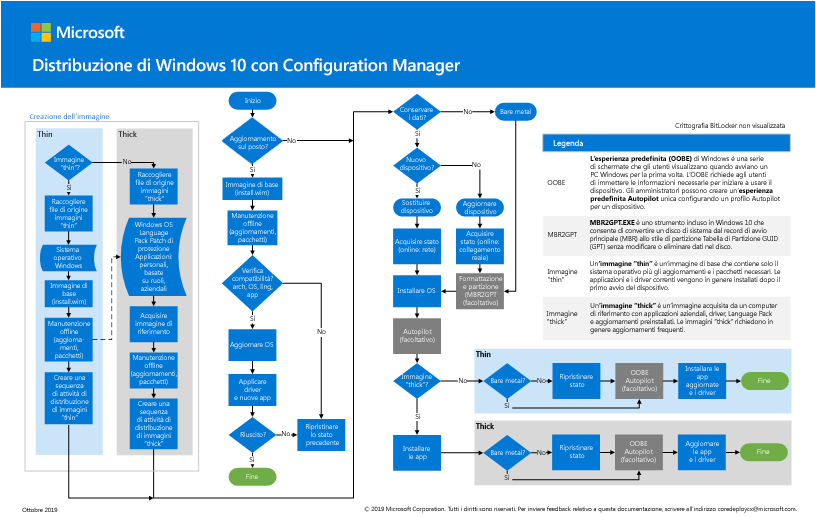 Microsoft
Distribuzione di Windows 10 con Configuration Manager
Creazione dell'immagine
Thin
Immagine
"thin"?
No
Sì
Raccogliere
file di origine
immagini
"thin"
Sistema
operativo
Windows
Immagine di
base
(install.wim)
Manutenzione
offline
(aggiorna-
menti,
pacchetti)
Creare una
sequenza
di attività di
distribuzione
di immagini
"thin"
Thick
Raccogliere
file di origine
immagini
"thick"
Windows OS
Language
Pack Patch di
protezione
Applicazioni:
personali,
basate
su ruoli,
aziendali
Acquisire
immagine di
riferimento
Manutenzione
offline
(aggiornamenti,
pacchetti)
Creare una
sequenza
di attività di
distribuzione
di immagini
"thick"
Inizio
Aggiornamento
sul posto?
No
Sì
Immagine di base
(install.wim)
Manutenzione
offline
(aggiornamenti,
pacchetti)
Verifica
compatibilità?
arch, OS, ling,
app
No
Sì
Aggiornare OS
Applicare
driver
e nuove app
Riuscito?
No
Ripristinare
lo stato
precedente
Sì
Fine
Conservare
i dati?
No
Bare metal
Sì
Nuovo
dispositivo?
No
Sì
Sostituire
dispositivo
Aggiornare
dispositivo
Acquisire stato
(online: rete)
Acquisire
stato (online:
collegamento
reale)
Installare OS
Formattazione
e partizione
(MBR2GPT)
(facoltativo)
Autopilot
(facoltativo)
Immagine
"thick"?
No
Sì
Installare
le app
Crittografia BitLocker non visualizzata
Legenda
OOBE
L'esperienza predefinita (OOBE) di Windows è una serie
di schermate che gli utenti visualizzano quando avviano un
PC Windows per la prima volta. L'OOBE richiede agli utenti
di immettere le informazioni necessarie per iniziare a usare il
dispositivo. Gli amministratori possono creare un'esperienza
predefinita Autopilot unica configurando un profilo Autopilot
per un dispositivo.
MBR2GPT
MBR2GPT.EXE è uno strumento incluso in Windows 10 che
consente di convertire un disco di sistema dal record di avvio
principale (MBR) allo stile di partizione Tabella di Partizione GUID
(GPT) senza modificare o eliminare dati nel disco.
Immagine
"thin"
Un'immagine "thin" è un'immagine di base che contiene solo il
sistema operativo più gli aggiornamenti e i pacchetti necessari. Le
applicazioni e i driver correnti vengono in genere installati dopo il
primo avvio del dispositivo.
Immagine
"thick"
Un'immagine "thick" è un'immagine acquisita da un computer
di riferimento con applicazioni aziendali, driver, Language Pack
e aggiornamenti preinstallati. Le immagini "thick" richiedono in
genere aggiornamenti frequenti.
Thin
Bare metal?
No
Sì
Ripristinare
stato
OOBE
Autopilot
(facoltativo)
Installare le
app
aggiornate
e i driver
Fine
Thick
Bare metal?
No
Sì
Ripristinare
stato
OOBE
Autopilot
(facoltativo)
Aggiornare
le app
e i driver
Fine
Ottobre 2019
© 2019 Microsoft Corporation. Tutti i diritti sono riservati. Per inviare feedback relativo a questa documentazione, scrivere all'indirizzo coredeploycx@microsoft.com.